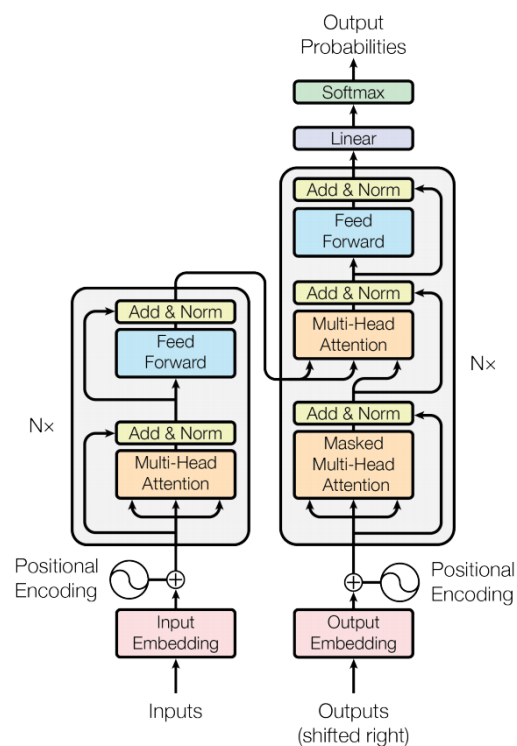 Output
Probabilities
Softmax
Linear
Add & Norm
Feed
Forward
Add & Norm
Multi-Head
Attention
Add & Norm
Masked
Multi-Head
Attention
N×
Add & Norm
Feed
Forward
Add & Norm
Multi-Head
Attention
N×
Positional
Encoding
Positional
Encoding
Input
Embedding
Output
Embedding
Inputs
Outputs
(shifted right)